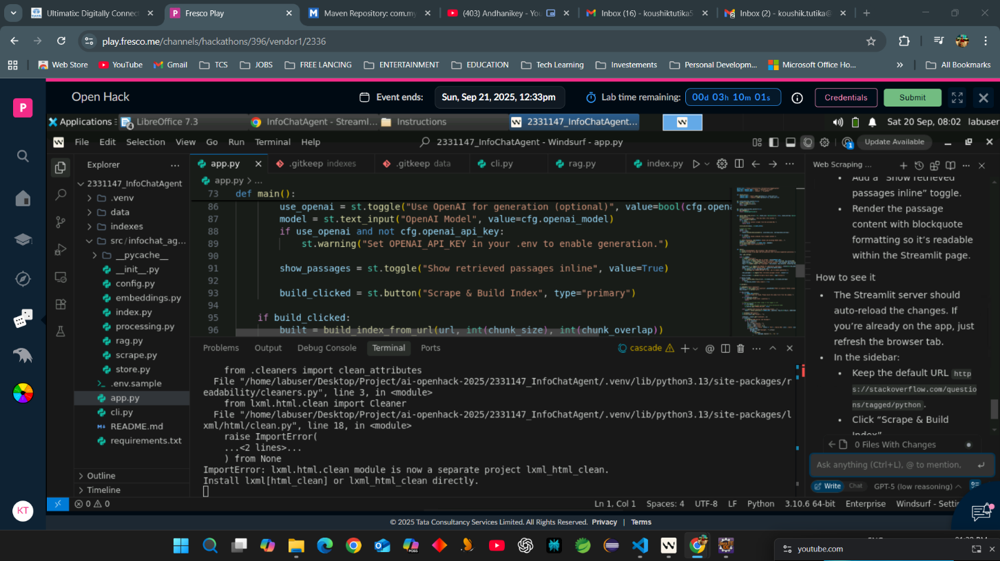 Ultimatix: Digitally Connect
Fresco Play
Maven Repository: com.my
(403) Andhanikey - You
Inbox (16) - koushiktutika5
Inbox (2) - koushik.tutika@
play.fresco.me/channels/hackathons/396/vendor1/2336
Web Store
YouTube
Gmail
TCS
JOBS
FREE LANCING
ENTERTAINMENT
EDUCATION
Tech Learning
Investements
Personal Developm...
Microsoft Office Ho...
All Bookmarks
P
Open Hack
Event ends:
Sun, Sep 21, 2025, 12:33pm
Lab time remaining:
00d 03h 10m 01s
Credentials
Submit
Applications
LibreOffice 7.3
InfoChatAgent - Streaml...
Instructions
2331147_InfoChatAgent...
Sat 20 Sep, 08:02
labuser
File Edit Selection View Go Run Terminal Help
2331147_InfoChatAgent - Windsurf - app.py
Update Available
Explorer
app.py
.gitkeep indexes
.gitkeep data
cli.py
rag.py
index.py
Web Scraping ...
2331147_InfoChatAgent
.venv
data
indexes
src/infochat_ag...
__pycache__
__init__.py
config.py
embeddings.py
index.py
processing.py
rag.py
scrape.py
store.py
.env.sample
app.py
cli.py
README.md
requirements.txt
Outline
Timeline
app.py > ...
73 def main():
86 use_openai = st.toggle("Use OpenAI for generation (optional)", value=bool(cfg.opena
87 model = st.text_input("OpenAI Model", value=cfg.openai_model)
88 if use_openai and not cfg.openai_api_key:
89 st.warning("Set OPENAI_API_KEY in your .env to enable generation.")
90
91 show_passages = st.toggle("Show retrieved passages inline", value=True)
92
93 build_clicked = st.button("Scrape & Build Index", type="primary")
94
95 if build_clicked:
96 built = build_index_from_url(url, int(chunk_size), int(chunk_overlap))
Problems Output Debug Console Terminal Ports
cascade
from .cleaners import clean_attributes
File "/home/labuser/Desktop/Project/ai-openhack-2025/2331147_InfoChatAgent/.venv/lib/python3.13/site-packages/r
eadability/cleaners.py", line 3, in <module>
from lxml.html.clean import Cleaner
File "/home/labuser/Desktop/Project/ai-openhack-2025/2331147_InfoChatAgent/.venv/lib/python3.13/site-packages/l
xml/html/clean.py", line 18, in <module>
raise ImportError(
...<2 lines>...
) from None
ImportError: lxml.html.clean module is now a separate project lxml_html_clean.
Install lxml[html_clean] or lxml_html_clean directly.
Add a "Show retrieved
passages inline" toggle.
Render the passage
content with blockquote
formatting so it's readable
within the Streamlit page.
How to see it
The Streamlit server should
auto-reload the changes. If
you're already on the app, just
refresh the browser tab.
In the sidebar:
Keep the default URL http
s://stackoverflow.com/questio
ns/tagged/python.
Click "Scrape & Build
Index"
0 Files With Changes
Ask anything (Ctrl+L), @ to mention,
Write Chat GPT-5 (low reasoning)
0 0
Ln 1, Col 1 Spaces: 4 UTF-8 LF Python 3.10.6 64-bit Enterprise Windsurf - Setti
KT
© 2025 Tata Consultancy Services Limited. All Rights Reserved. Privacy | Terms
youtube.com